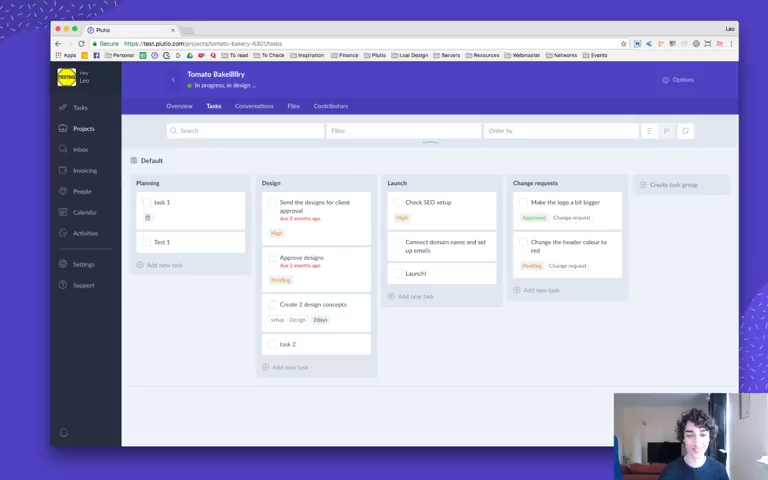 Plutio
Leo
Secure
https://test.plutio.com/projects/tomato-bakery-6301/tasks
Apps
Personal
To Read
To Check
Inspiration
Finance
Plutio
Loai Design
Servers
Resources
Webmaster
Networks
Events
TESTING
Hey
Leo
Tomato Bakellllry
In progress, in design ...
Options
Overview
Tasks
Conversations
Files
Contributors
Tasks
Projects
Inbox
Invoicing
People
Calendar
Activities
Settings
Support
Search
Filter
Order by
Default
Planning
task 1
Test 1
Add new task
Design
Send the designs for client
approval
due 3 months ago.
High
Approve designs
due 3 months ago.
Pending
Create 2 design concepts
setup
Design
2days
task 2
Add new task
Launch
Check SEO setup
High
Connect domain name and set
up emails
Launch!
Add new task
Change requests
Make the logo a bit bigger
Approved
Change request
Change the header colour to
red
Pending
Change request
Add new task
Create task group